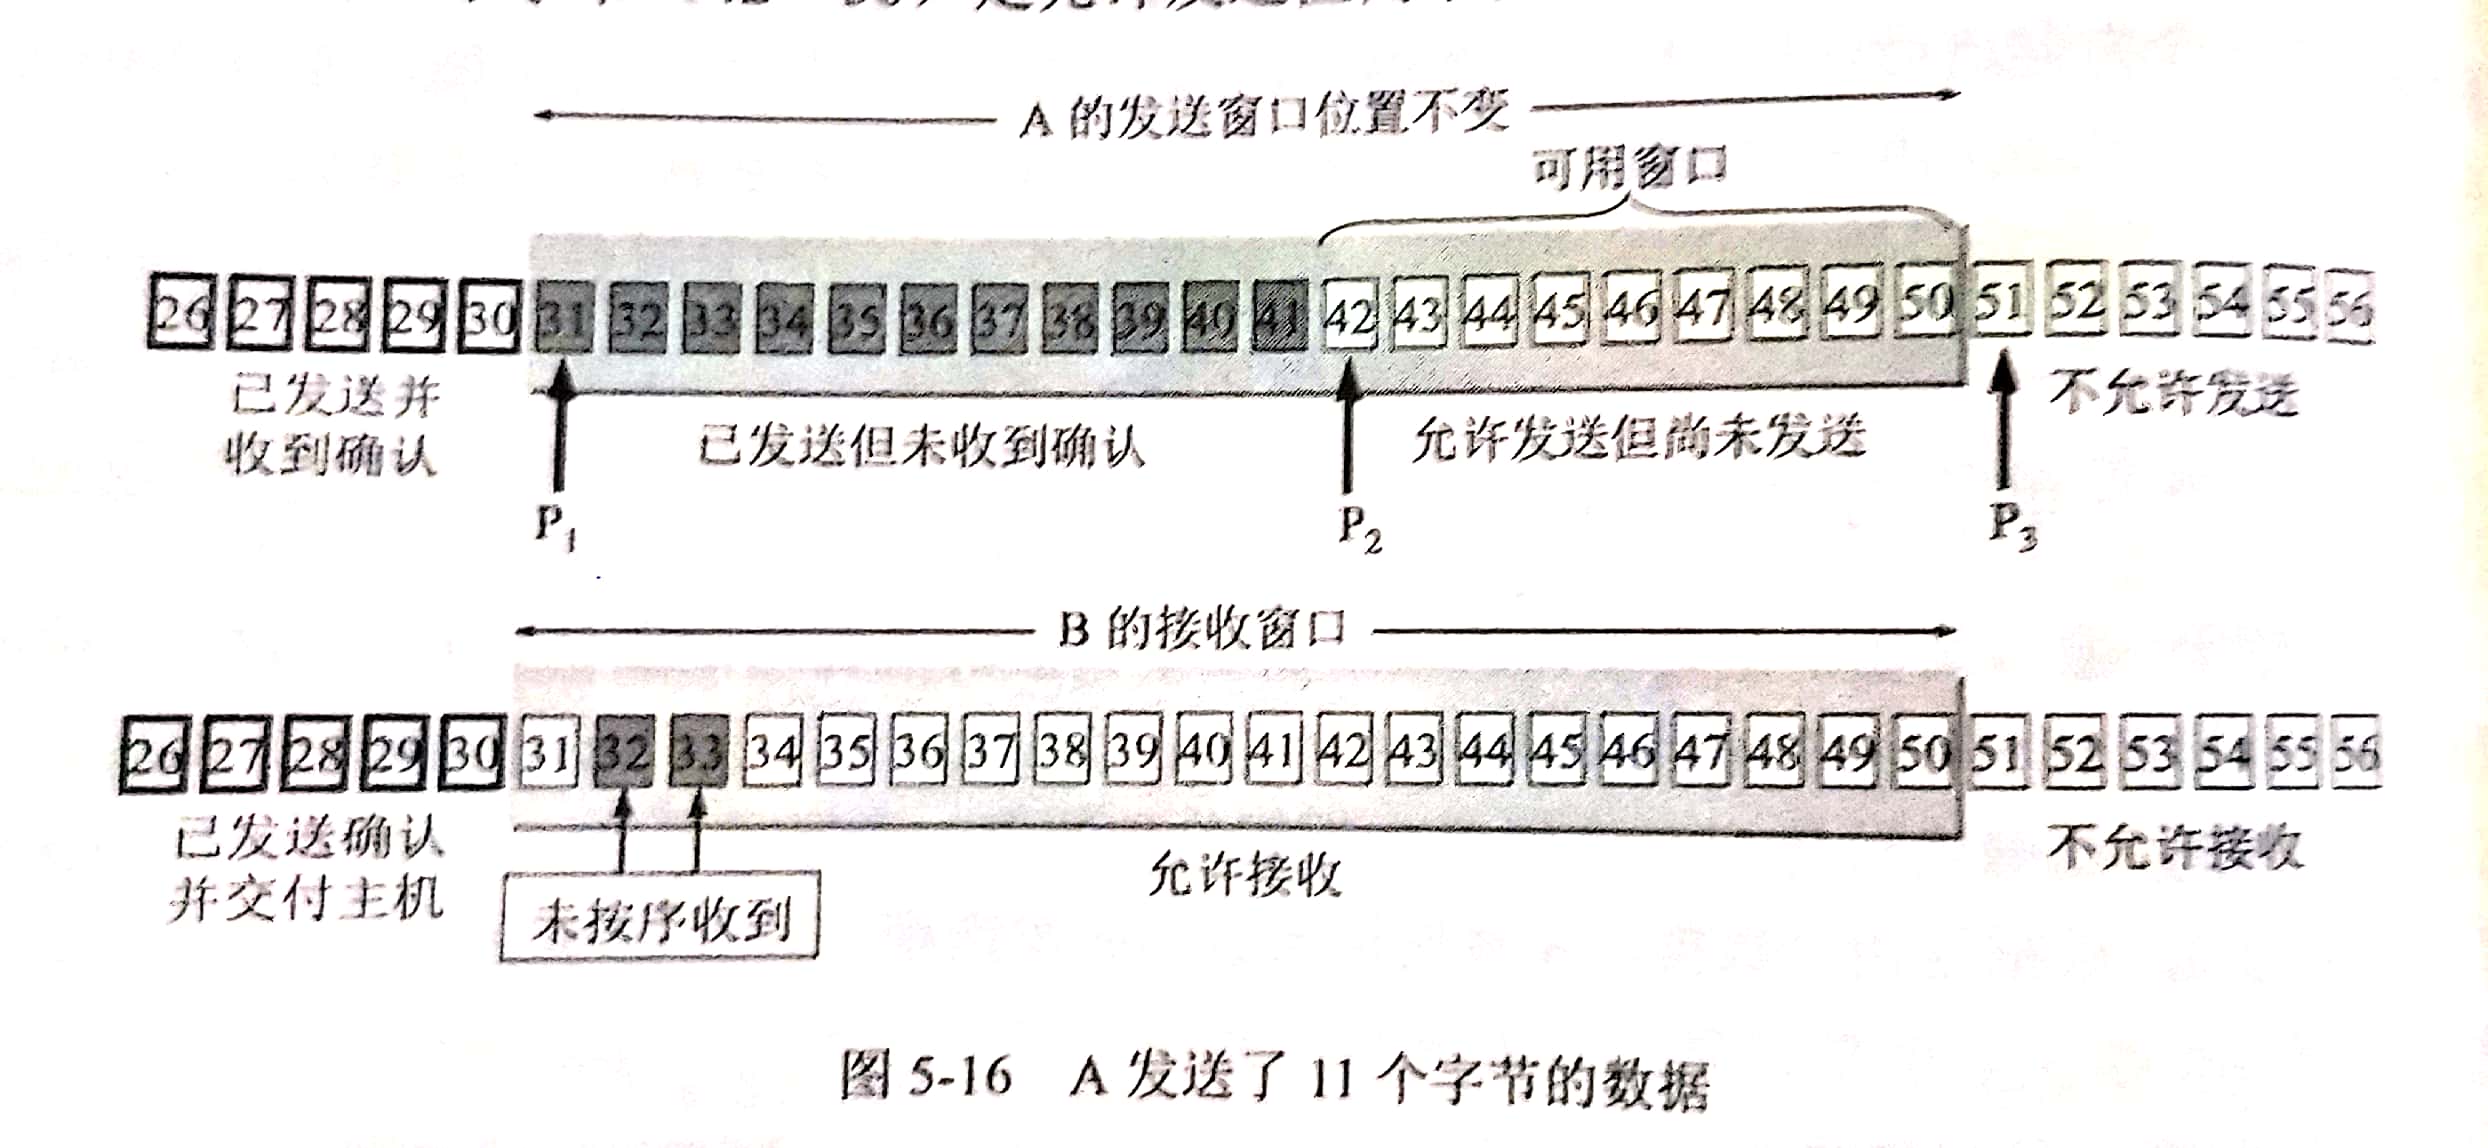 A 的发送窗口位置不变
可用窗口
26 27 28 29 30 31 32 33 34 35 36 37 38 39 40 41 42 43 44 45 46 47 48 49 50 51 52 53 54 55 56
已发送并
收到确认
已发送但未收到确认
允许发送但尚未发送
不允许发送
P1
P2
P3
B 的接收窗口
26 27 28 29 30 31 32 33 34 35 36 37 38 39 40 41 42 43 44 45 46 47 48 49 50 51 52 53 54 55 56
已发送确认
并交付主机
未按序收到
允许接收
不允许接收
图 5-16 A 发送了 11 个字节的数据